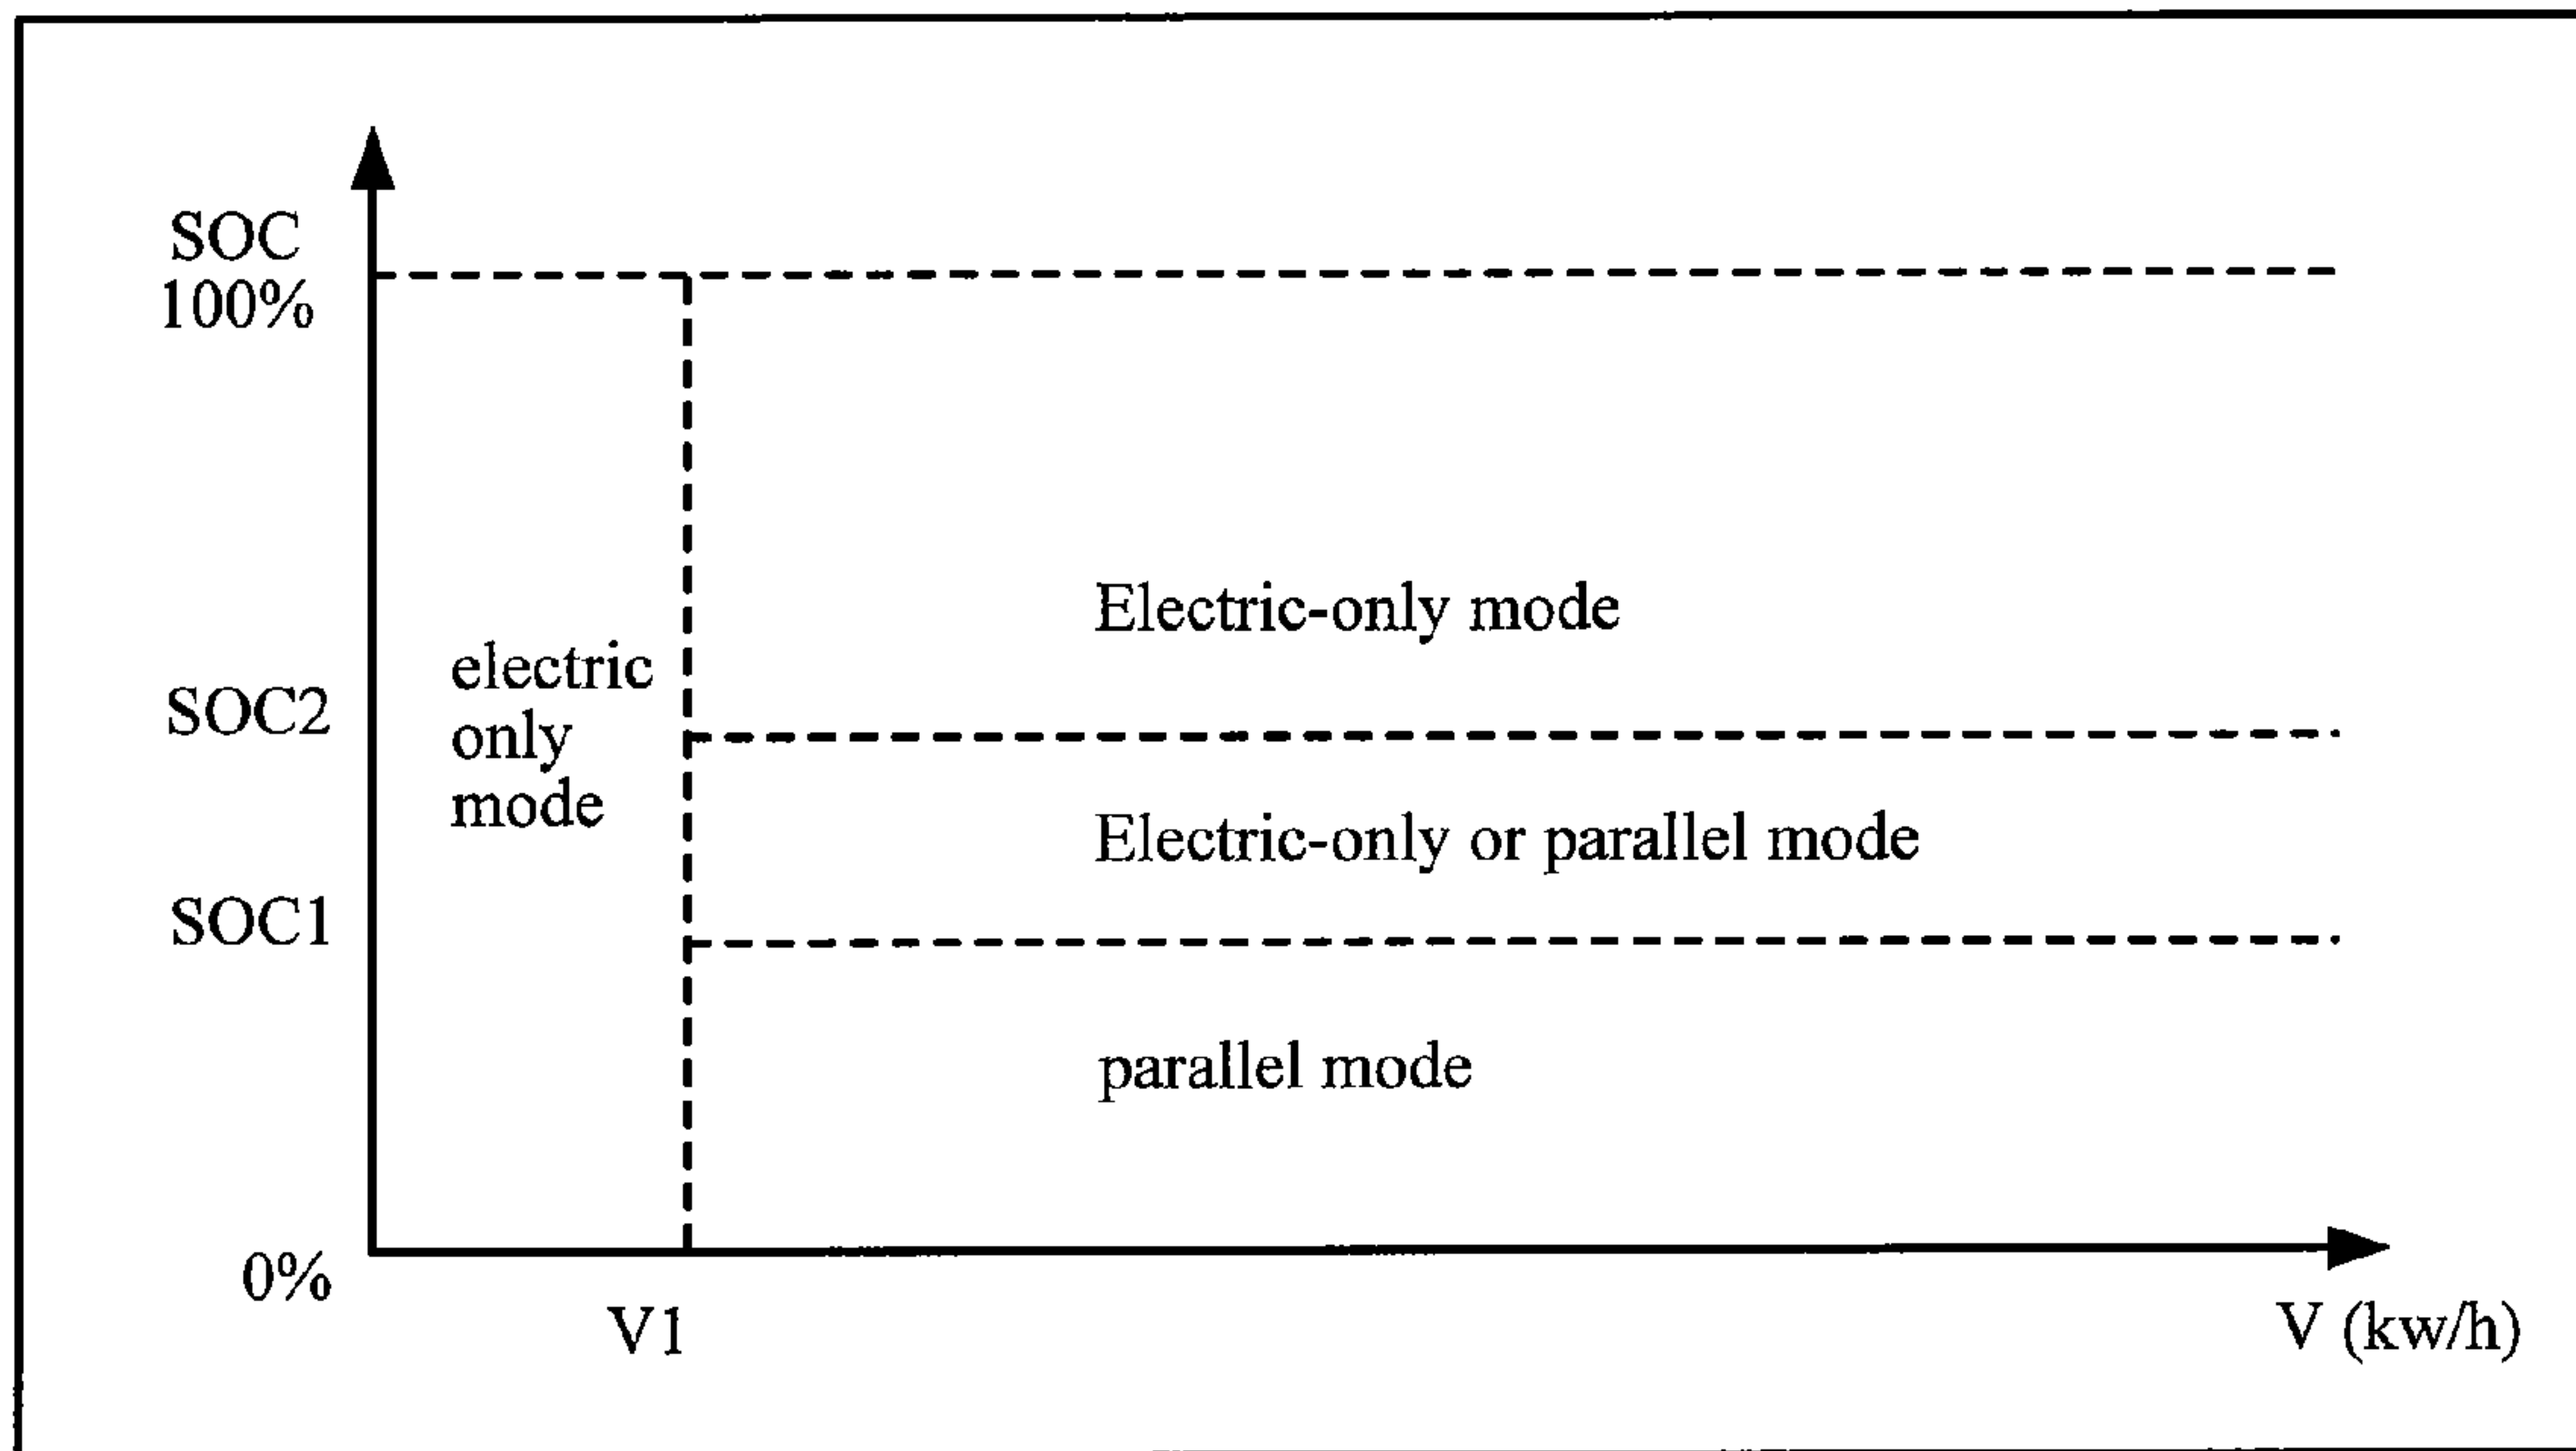 SOC
100%
Electric-only mode
electric
only
mode
SOC2
Electric-only or parallel mode
SOC1
parallel mode
0%
V1
V (kw/h)